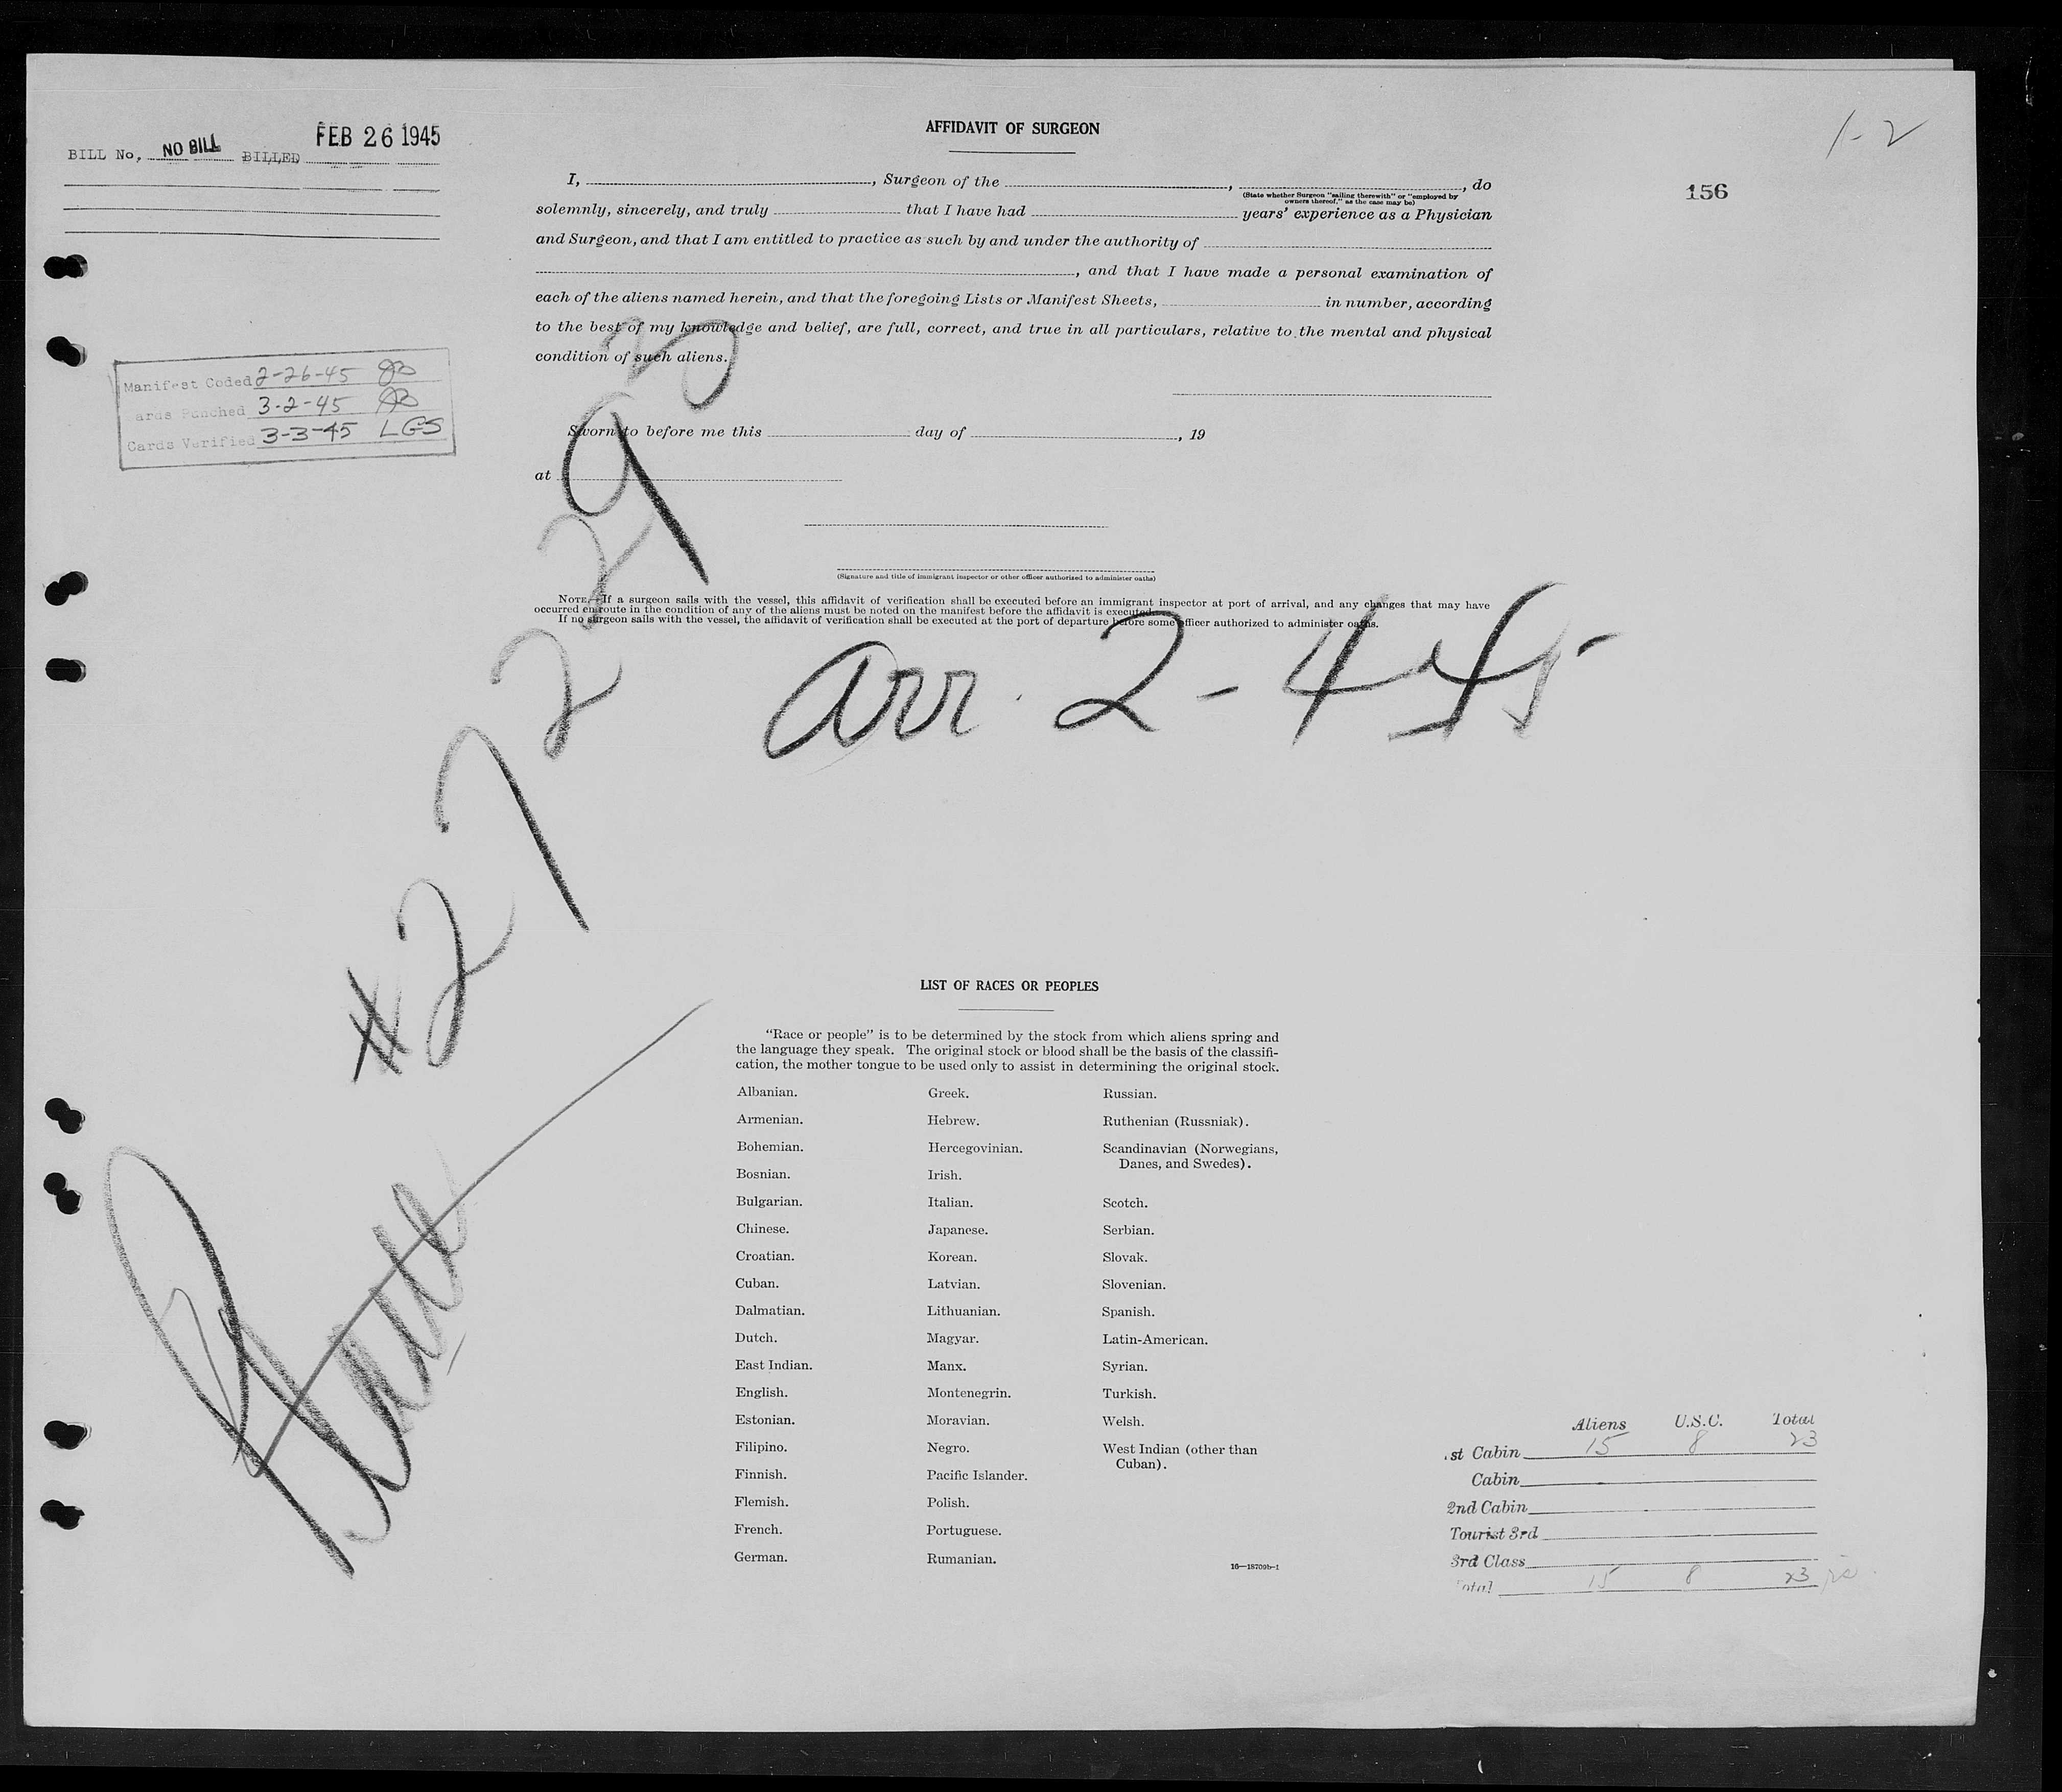 BILL No. NO BILL BILLED FEB 26 1945
1-2
156
AFFIDAVIT OF SURGEON
I, , Surgeon of the , , do
(State whether Surgeon "sailing therewith" or "employed by
owners thereof," as the case may be)
solemnly, sincerely, and truly that I have had years' experience as a Physician
and Surgeon, and that I am entitled to practice as such by and under the authority of
, and that I have made a personal examination of
each of the aliens named herein, and that the foregoing Lists or Manifest Sheets, in number, according
to the best of my knowledge and belief, are full, correct, and true in all particulars, relative to the mental and physical
condition of such aliens.
Manifest Coded 2-26-45
ards Punched 3-2-45
Cards Verified 3-3-45 LGS
Sworn to before me this day of , 19
at
(Signature and title of immigrant inspector or other officer authorized to administer oaths)
NOTE.—If a surgeon sails with the vessel, this affidavit of verification shall be executed before an immigrant inspector at port of arrival, and any changes that may have
occurred en route in the condition of any of the aliens must be noted on the manifest before the affidavit is executed.
If no surgeon sails with the vessel, the affidavit of verification shall be executed at the port of departure before some officer authorized to administer oaths.
arr. 2-4-45
LIST OF RACES OR PEOPLES
"Race or people" is to be determined by the stock from which aliens spring and
the language they speak. The original stock or blood shall be the basis of the classifi-
cation, the mother tongue to be used only to assist in determining the original stock.
Albanian.
Armenian.
Bohemian.
Bosnian.
Bulgarian.
Chinese.
Croatian.
Cuban.
Dalmatian.
Dutch.
East Indian.
English.
Estonian.
Filipino.
Finnish.
Flemish.
French.
German.
Greek.
Hebrew.
Hercegovinian.
Irish.
Italian.
Japanese.
Korean.
Latvian.
Lithuanian.
Magyar.
Manx.
Montenegrin.
Moravian.
Negro.
Pacific Islander.
Polish.
Portuguese.
Rumanian.
Russian.
Ruthenian (Russniak).
Scandinavian (Norwegians,
Danes, and Swedes).
Scotch.
Serbian.
Slovak.
Slovenian.
Spanish.
Latin-American.
Syrian.
Turkish.
Welsh.
West Indian (other than
Cuban).
16—18709b-1
Aliens U.S.C. Total
st Cabin 15 8 23
Cabin
2nd Cabin
Tourist 3rd
3rd Class
otal 15 8 23